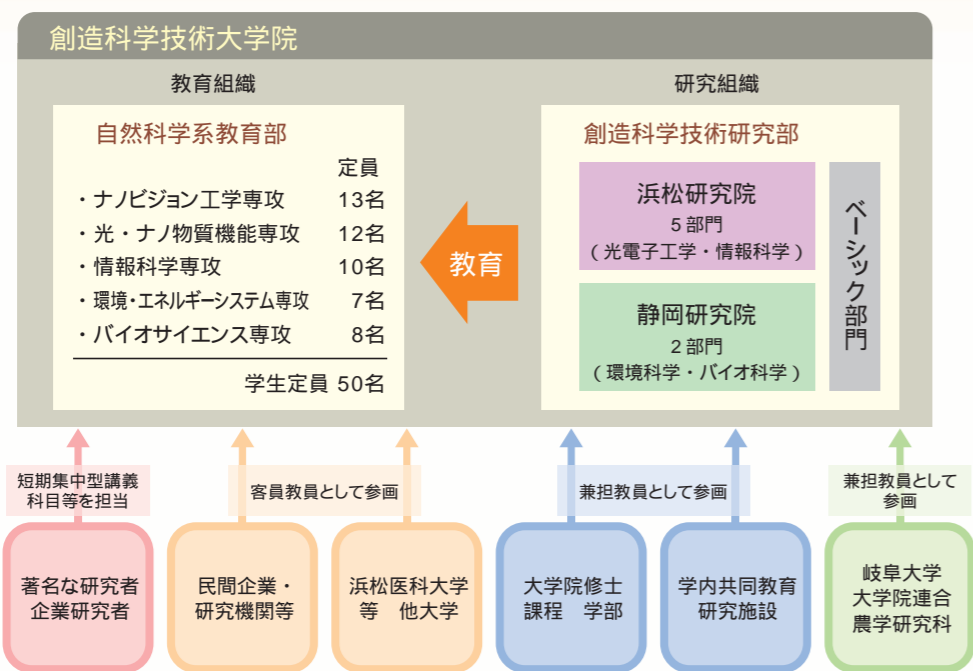 創造科学技術大学院
教育組織
自然科学系教育部
定員
・ナノビジョン工学専攻 13名
・光・ナノ物質機能専攻 12名
・情報科学専攻 10名
・環境・エネルギーシステム専攻 7名
・バイオサイエンス専攻 8名
学生定員 50名
教育
研究組織
創造科学技術研究部
浜松研究院
5部門
(光電子工学・情報科学)
静岡研究院
2部門
(環境科学・バイオ科学)
ベーシック部門
短期集中型講義
科目等を担当
客員教員として参画
兼担教員として参画
兼担教員として
参画
著名な研究者
企業研究者
民間企業・
研究機関等
浜松医科大学
等 他大学
大学院修士
課程 学部
学内共同教育
研究施設
岐阜大学
大学院連合
農学研究科